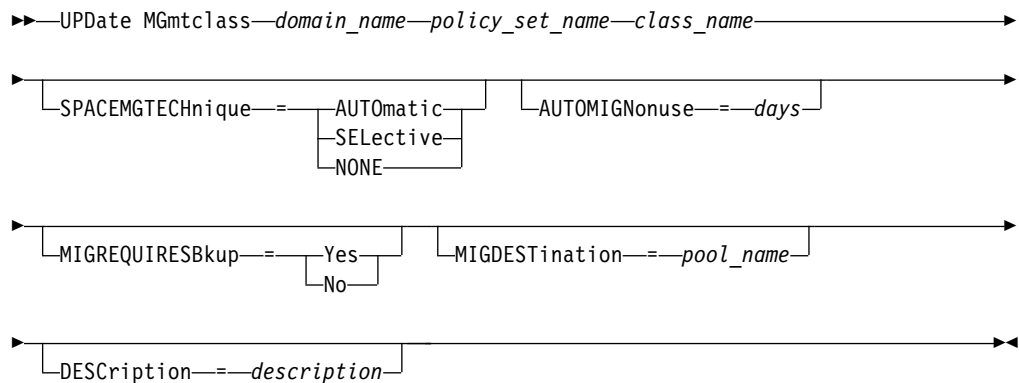 UPDate MGmtclass domain_name policy_set_name class_name
SPACEMGTECHnique = AUTOmatic AUTOMIGNonuse = days
SELective
NONE
MIGREQUIRESBkup = Yes MIGDESTination = pool_name
No
DESCription = description